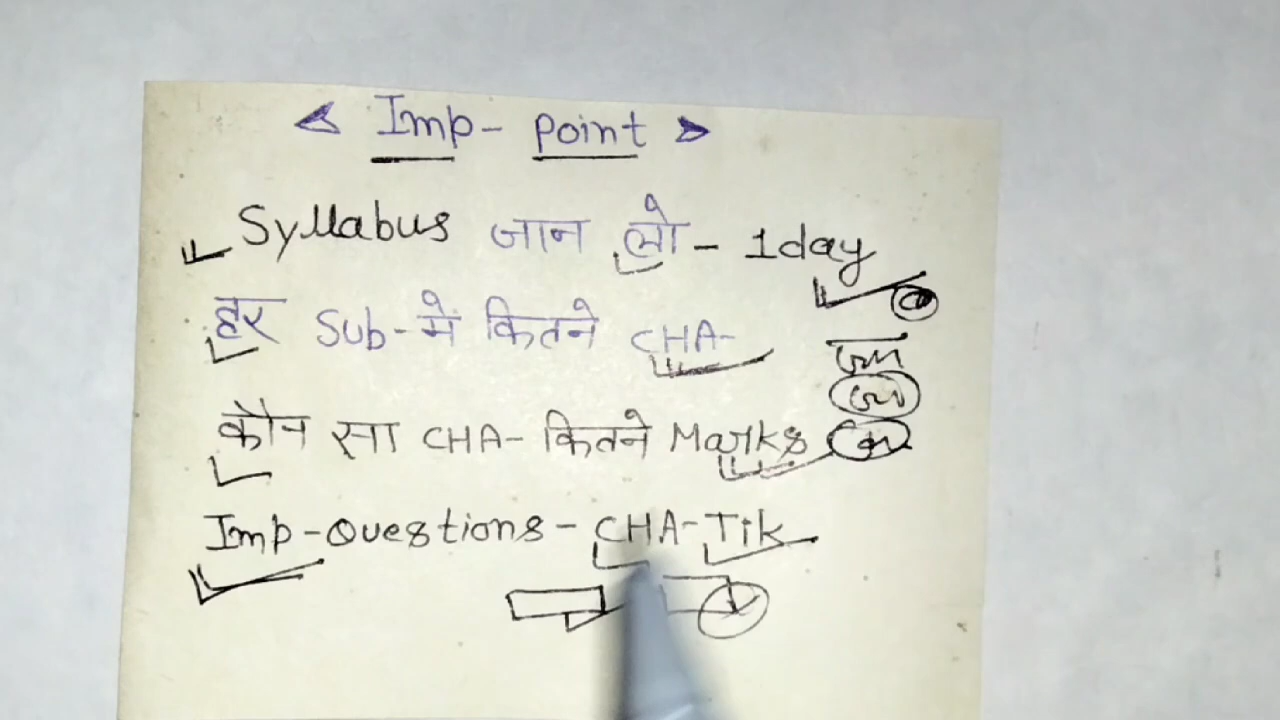 Imp- point
Syllabus जान लो - 1day
हर Sub- में कितने CHA-
कौन सा CHA- कितने Marks
Imp-Questions - CHA-Tik